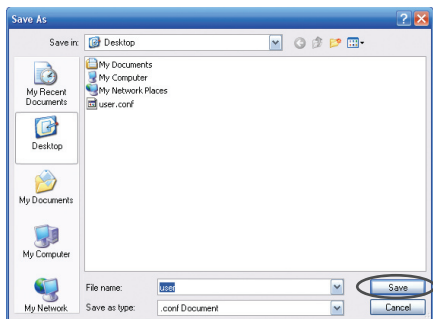 Save As
Save in: Desktop
My Recent
Documents
Desktop
My Documents
My Computer
My Network
My Documents
My Computer
My Network Places
user.conf
File name: user
Save
Save as type: .conf Document
Cancel